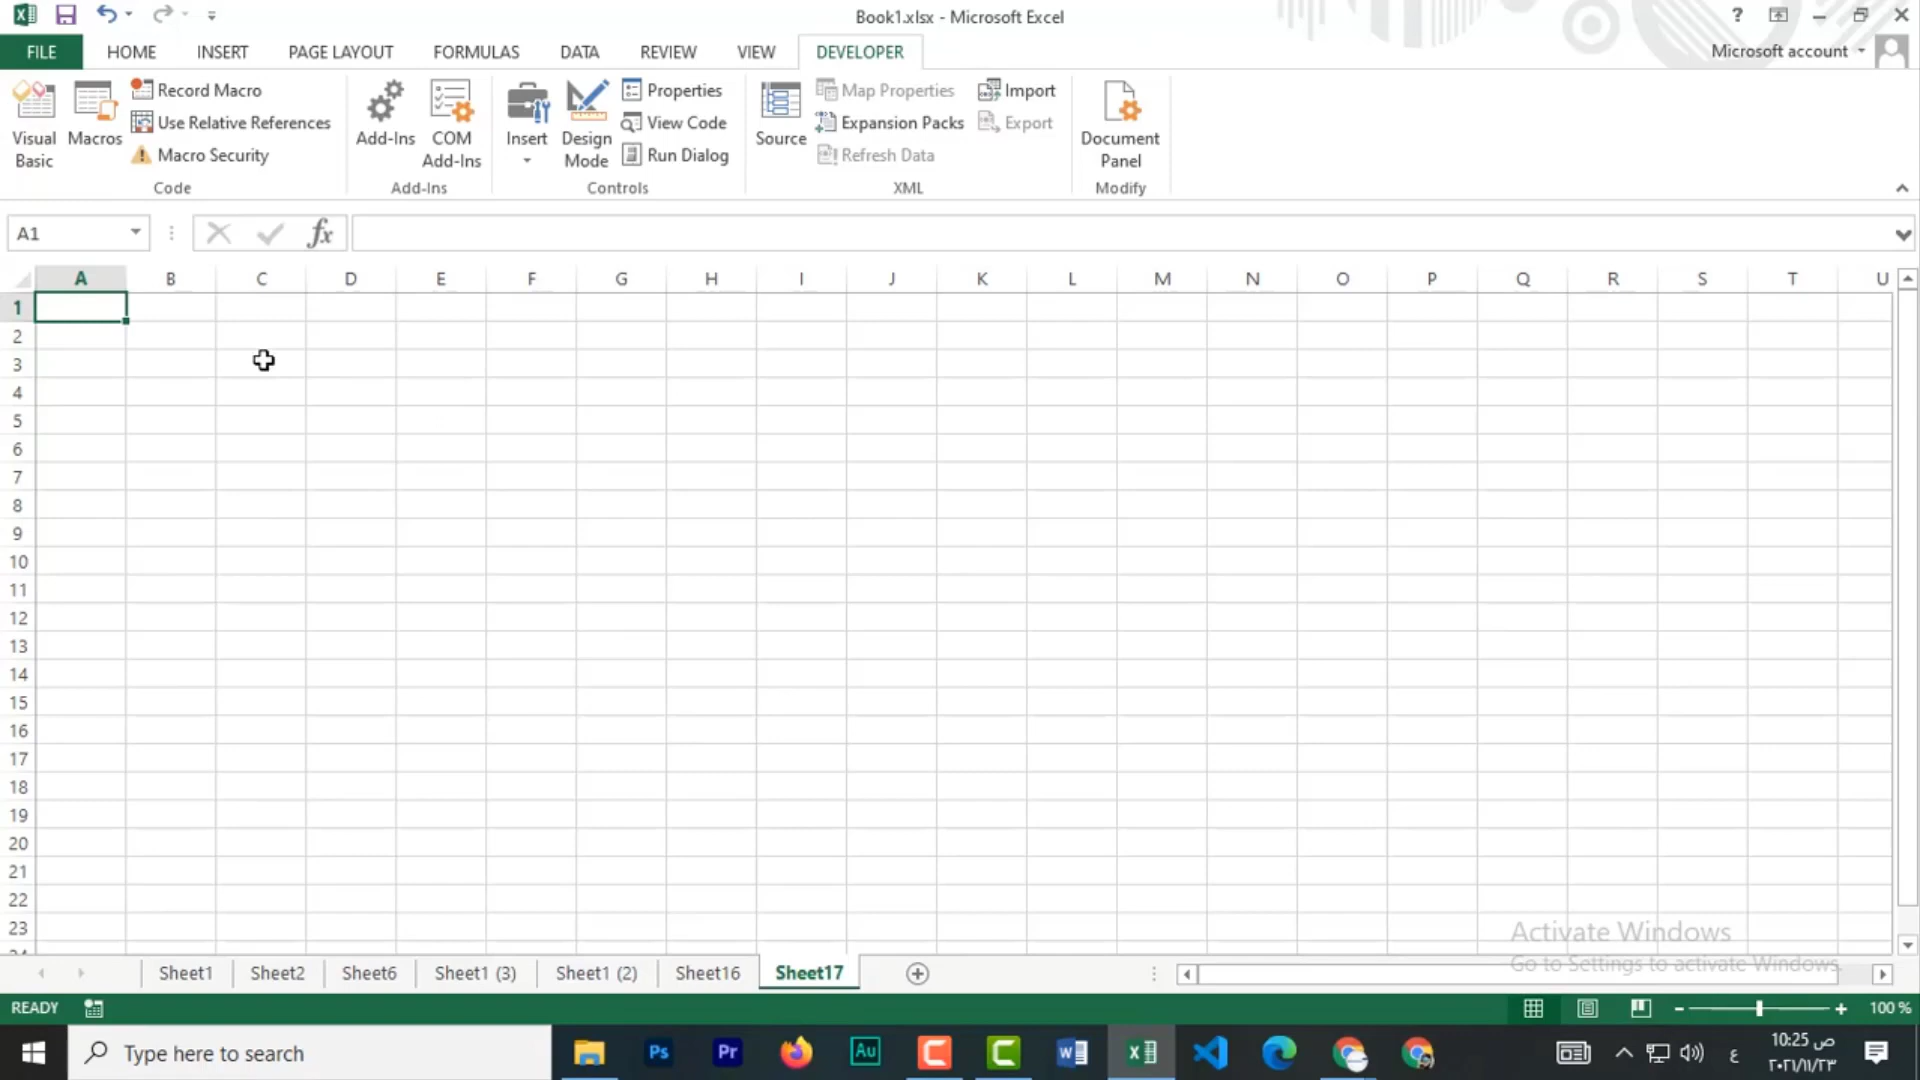 Book1.xlsx - Microsoft Excel
?
FILE HOME INSERT PAGE LAYOUT FORMULAS DATA REVIEW VIEW DEVELOPER Microsoft account
Visual Basic
Macros
Record Macro
Use Relative References
Macro Security
Code
Add-Ins
COM Add-Ins
Add-Ins
Insert
Design Mode
Properties
View Code
Run Dialog
Controls
Source
Map Properties
Expansion Packs
Refresh Data
Import
Export
XML
Document Panel
Modify
A1 fx
A B C D E F G H I J K L M N O P Q R S T U
1
2
3
4
5
6
7
8
9
10
11
12
13
14
15
16
17
18
19
20
21
22
23
Activate Windows
Go to Settings to activate Windows.
Sheet1 Sheet2 Sheet6 Sheet1 (3) Sheet1 (2) Sheet16 Sheet17
READY 100 %
Type here to search
Ps Pr Au
ع
10:25 ص
٢٠٢١/١١/٢٣